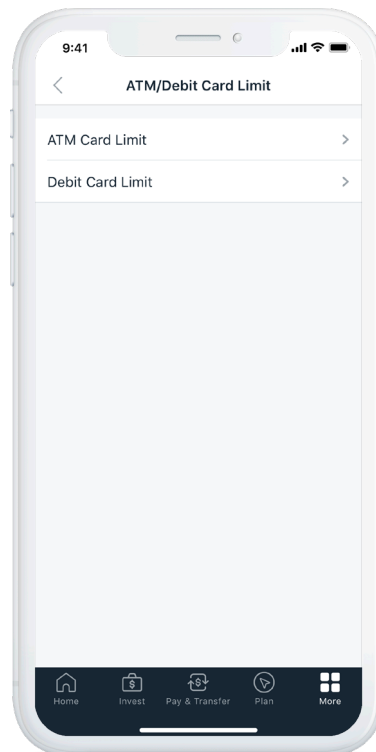 9:41
ATM/Debit Card Limit
ATM Card Limit
Debit Card Limit
Home Invest Pay & Transfer Plan More